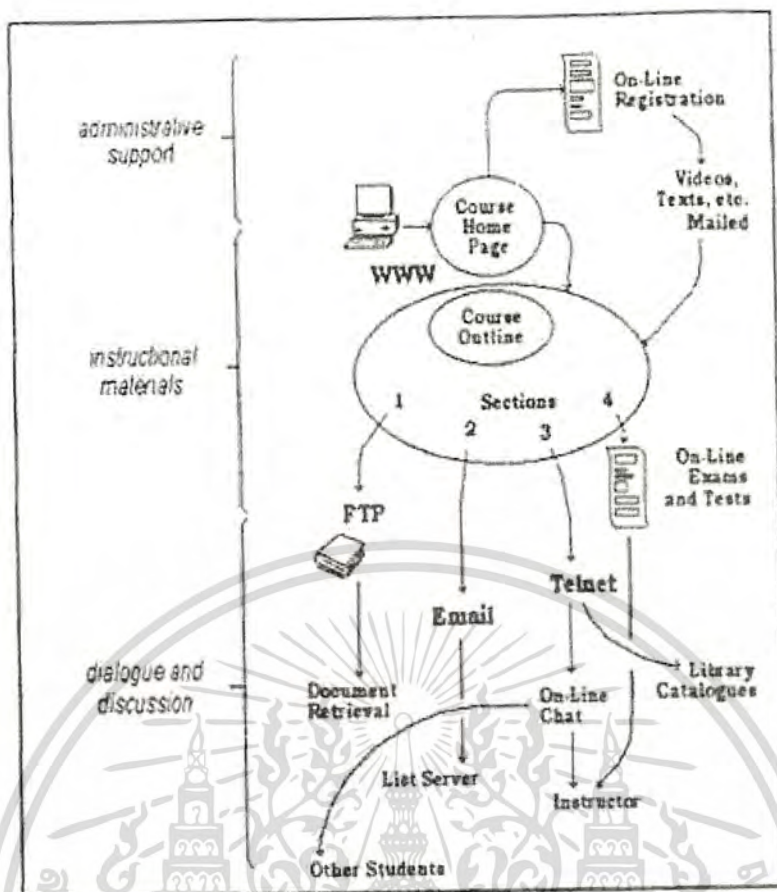 administrative
support
On-Line
Registration
Videos,
Texts, etc.
Mailed
Course
Home
Page
WWW
Course
Outline
instructional
materials
1
Sections
4
2
3
On-Line
Exams
and Tests
FTP
Telnet
Email
dialogue and
discussion
Document
Retrieval
On-Line
Chat
Library
Catalogues
List Server
Instructor
Other Students